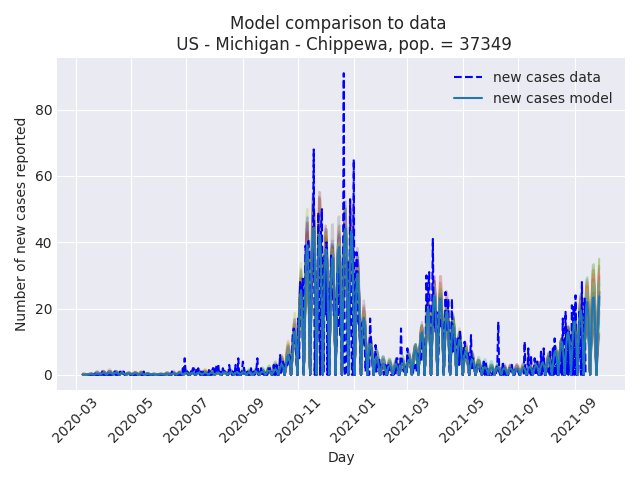 Model comparison to data
US - Michigan - Chippewa, pop. = 37349
new cases data
new cases model
Number of new cases reported
80
60
40
20
0
2020-03
2020-05
2020-07
2020-09
2020-11
2021-01
2021-03
2021-05
2021-07
2021-09
Day